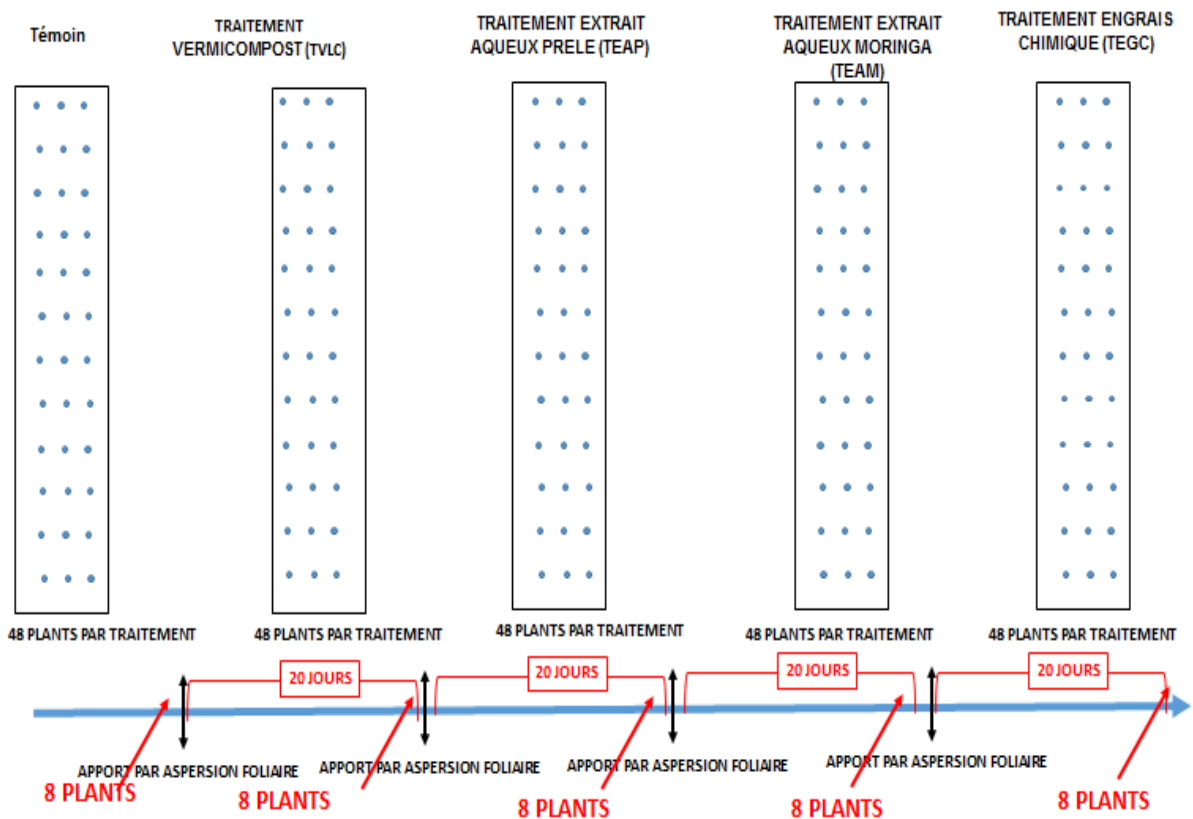 Témoin
TRAITEMENT
VERMICOMPOST (TVLC)
TRAITEMENT EXTRAIT
AQUEUX PRELE (TEAP)
TRAITEMENT EXTRAIT
AQUEUX MORINGA
(TEAM)
TRAITEMENT ENGRAIS
CHIMIQUE (TEGC)
48 PLANTS PAR TRAITEMENT
48 PLANTS PAR TRAITEMENT
48 PLANTS PAR TRAITEMENT
48 PLANTS PAR TRAITEMENT
48 PLANTS PAR TRAITEMENT
20 JOURS
20 JOURS
20 JOURS
20 JOURS
APPORT PAR ASPERSION FOLIAIRE
APPORT PAR ASPERSION FOLIAIRE
APPORT PAR ASPERSION FOLIAIRE
APPORT PAR ASPERSION FOLIAIRE
8 PLANTS
8 PLANTS
8 PLANTS
8 PLANTS
8 PLANTS